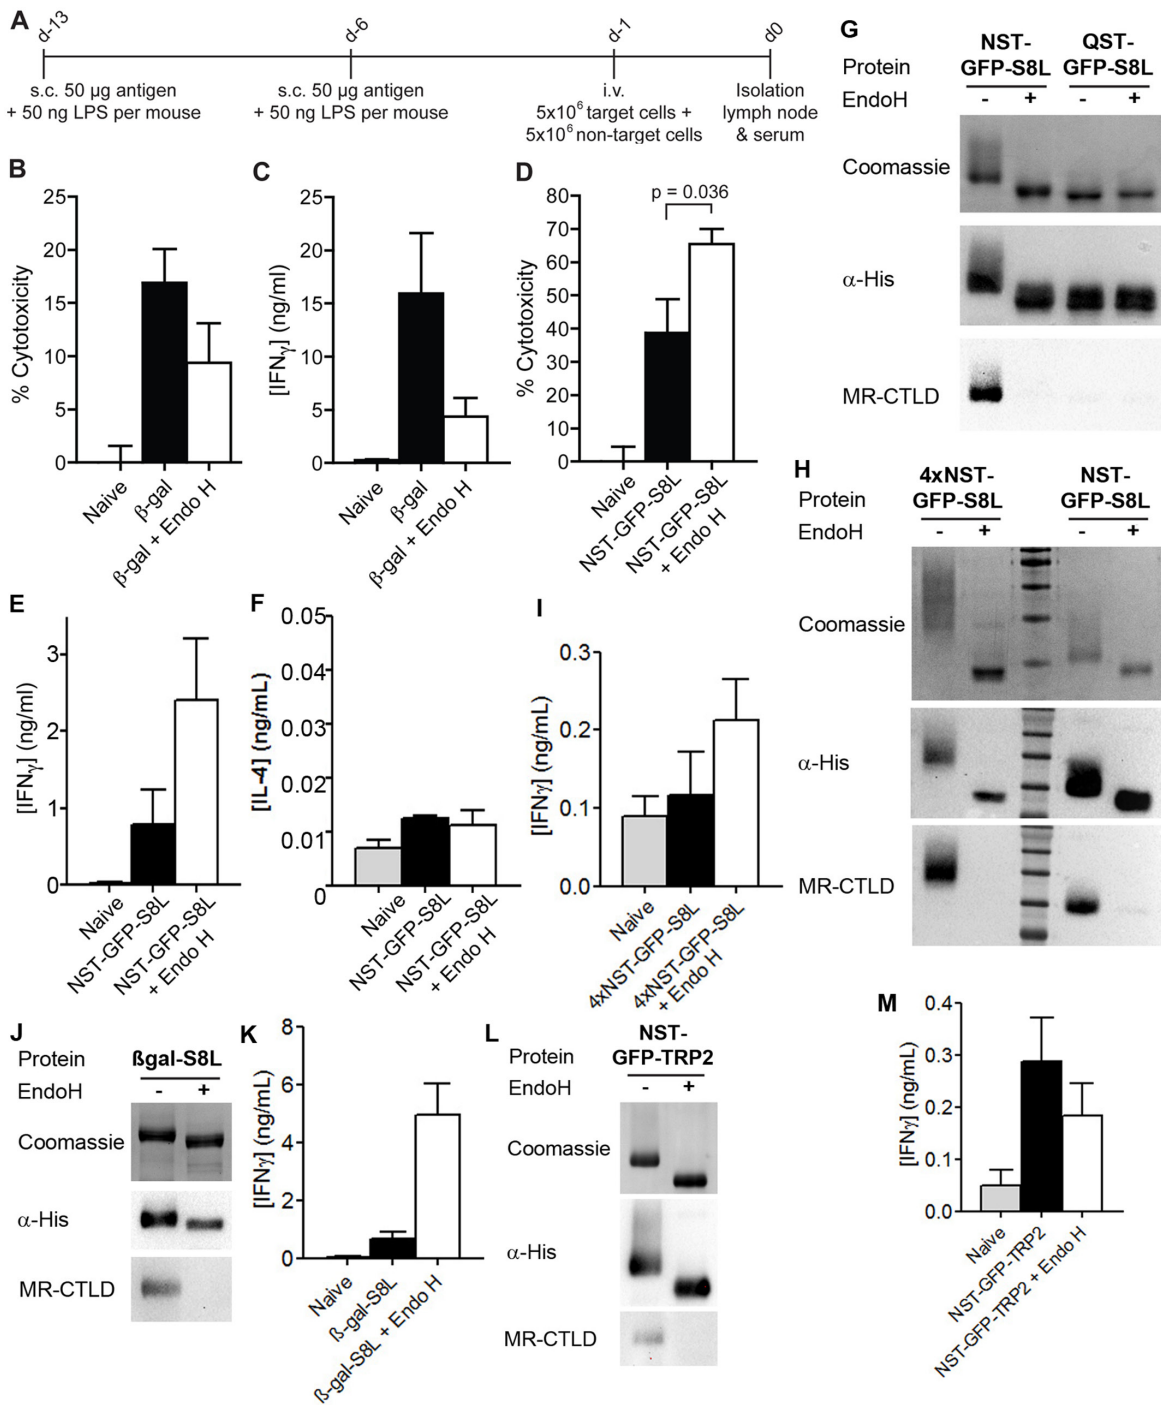 A
d-13
d-6
d-1
d0
s.c. 50 µg antigen
+ 50 ng LPS per mouse
s.c. 50 µg antigen
+ 50 ng LPS per mouse
i.v.
5x10⁶ target cells +
5x10⁶ non-target cells
Isolation
lymph node
& serum
B
% Cytotoxicity
25
20
15
10
5
0
Naive
β-gal
β-gal + Endo H
C
[IFNγ] (ng/ml)
25
20
15
10
5
0
Naive
β-gal
β-gal + Endo H
D
% Cytotoxicity
80
70
60
50
40
30
20
10
0
p = 0.036
Naive
NST-GFP-S8L
NST-GFP-S8L
+ Endo H
E
[IFNγ] (ng/ml)
3
2
1
0
Naive
NST-GFP-S8L
NST-GFP-S8L
+ Endo H
F
[IL-4] (ng/mL)
0.05
0.04
0.03
0.02
0.01
0
Naive
NST-GFP-S8L
NST-GFP-S8L
+ Endo H
G
NST-
GFP-S8L
QST-
GFP-S8L
Protein
EndoH
- + - +
Coomassie
α-His
MR-CTLD
H
4xNST-
GFP-S8L
NST-
GFP-S8L
Protein
EndoH
- + - +
Coomassie
α-His
MR-CTLD
I
[IFNγ] (ng/mL)
0.3
0.2
0.1
0.0
Naive
4xNST-GFP-S8L
4xNST-GFP-S8L
+ Endo H
J
Protein
ßgal-S8L
EndoH
- +
Coomassie
α-His
MR-CTLD
K
[IFNγ] (ng/mL)
8
6
4
2
0
Naive
ß-gal-S8L
ß-gal-S8L + Endo H
L
NST-
GFP-TRP2
Protein
EndoH
- +
Coomassie
α-His
MR-CTLD
M
[IFNγ] (ng/mL)
0.4
0.3
0.2
0.1
0.0
Naive
NST-GFP-TRP2
NST-GFP-TRP2 + Endo H